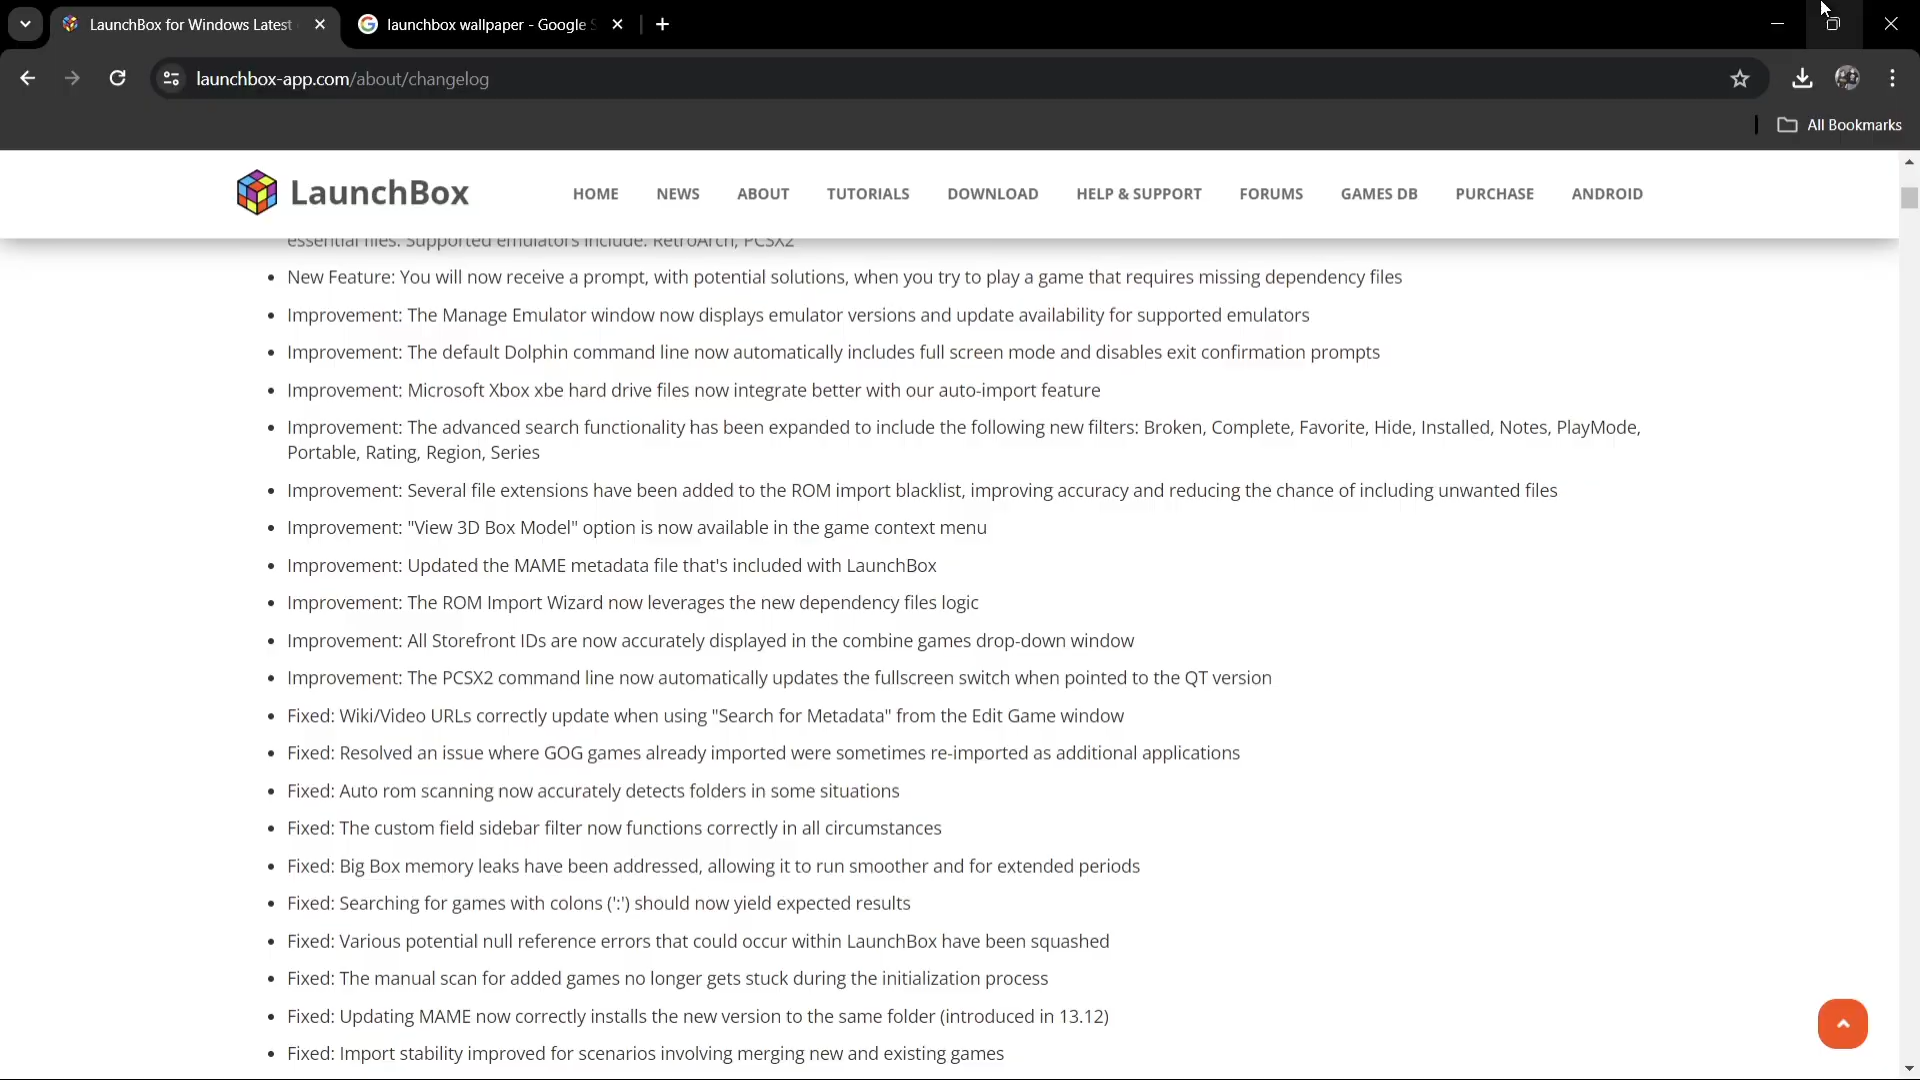 LaunchBox for Windows Latest
launchbox wallpaper - Google S
launchbox-app.com/about/changelog
All Bookmarks
LaunchBox
HOME
NEWS
ABOUT
TUTORIALS
DOWNLOAD
HELP & SUPPORT
FORUMS
GAMES DB
PURCHASE
ANDROID
essential files. Supported emulators include: RetroArch, PCSX2
• New Feature: You will now receive a prompt, with potential solutions, when you try to play a game that requires missing dependency files
• Improvement: The Manage Emulator window now displays emulator versions and update availability for supported emulators
• Improvement: The default Dolphin command line now automatically includes full screen mode and disables exit confirmation prompts
• Improvement: Microsoft Xbox xbe hard drive files now integrate better with our auto-import feature
• Improvement: The advanced search functionality has been expanded to include the following new filters: Broken, Complete, Favorite, Hide, Installed, Notes, PlayMode,
Portable, Rating, Region, Series
• Improvement: Several file extensions have been added to the ROM import blacklist, improving accuracy and reducing the chance of including unwanted files
• Improvement: "View 3D Box Model" option is now available in the game context menu
• Improvement: Updated the MAME metadata file that's included with LaunchBox
• Improvement: The ROM Import Wizard now leverages the new dependency files logic
• Improvement: All Storefront IDs are now accurately displayed in the combine games drop-down window
• Improvement: The PCSX2 command line now automatically updates the fullscreen switch when pointed to the QT version
• Fixed: Wiki/Video URLs correctly update when using "Search for Metadata" from the Edit Game window
• Fixed: Resolved an issue where GOG games already imported were sometimes re-imported as additional applications
• Fixed: Auto rom scanning now accurately detects folders in some situations
• Fixed: The custom field sidebar filter now functions correctly in all circumstances
• Fixed: Big Box memory leaks have been addressed, allowing it to run smoother and for extended periods
• Fixed: Searching for games with colons (':') should now yield expected results
• Fixed: Various potential null reference errors that could occur within LaunchBox have been squashed
• Fixed: The manual scan for added games no longer gets stuck during the initialization process
• Fixed: Updating MAME now correctly installs the new version to the same folder (introduced in 13.12)
• Fixed: Import stability improved for scenarios involving merging new and existing games